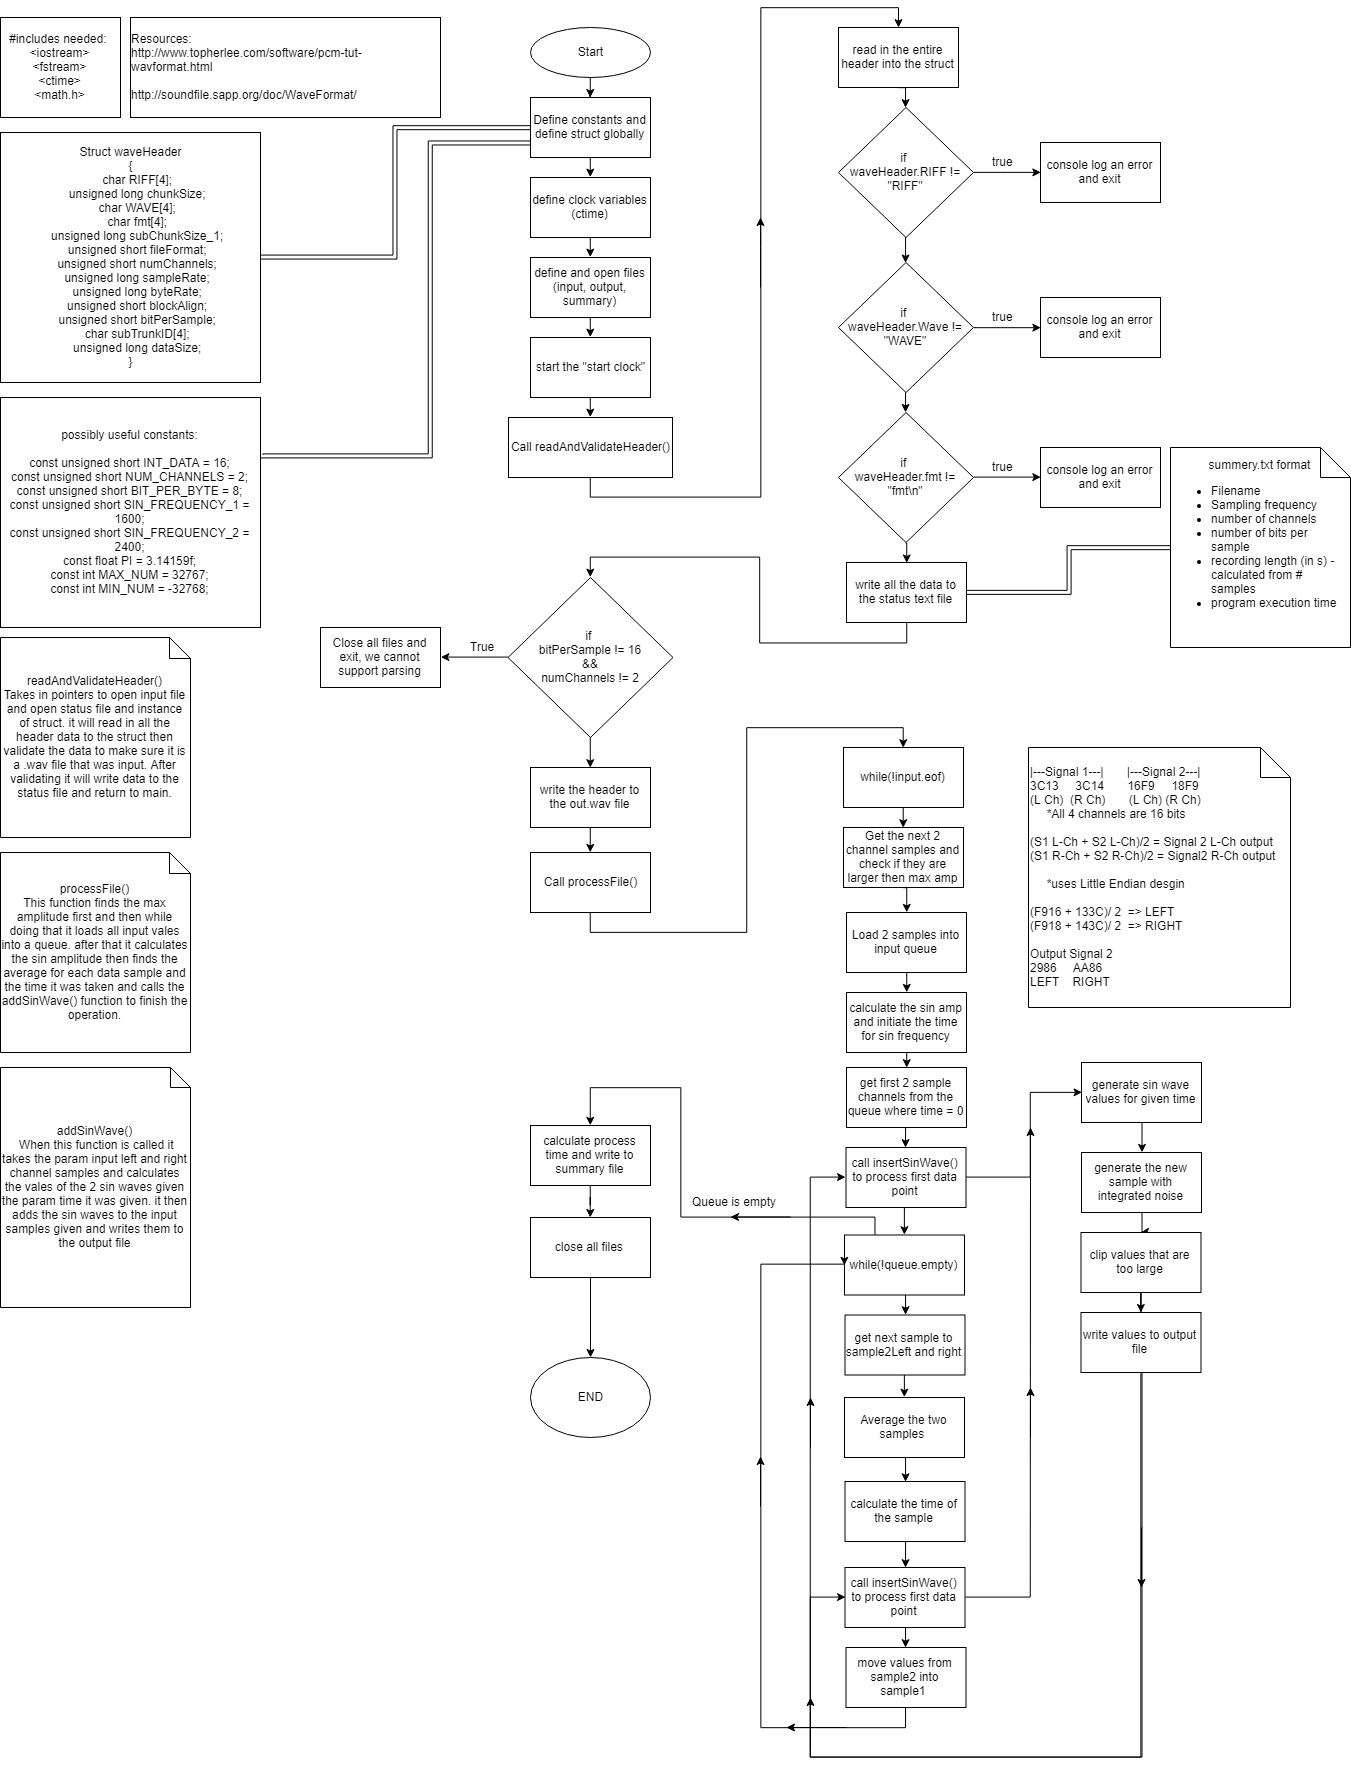 #includes needed:
<iostream>
<fstream>
<ctime>
<math.h>
Resources:
http://www.topherlee.com/software/pcm-tut-
wavformat.html
http://soundfile.sapp.org/doc/WaveFormat/
Struct waveHeader
{
char RIFF[4];
unsigned long chunkSize;
char WAVE[4];
char fmt[4];
unsigned long subChunkSize_1;
unsigned short fileFormat;
unsigned short numChannels;
unsigned long sampleRate;
unsigned long byteRate;
unsigned short blockAlign;
unsigned short bitPerSample;
char subTrunkID[4];
unsigned long dataSize;
}
possibly useful constants:
const unsigned short INT_DATA = 16;
const unsigned short NUM_CHANNELS = 2;
const unsigned short BIT_PER_BYTE = 8;
const unsigned short SIN_FREQUENCY_1 =
1600;
const unsigned short SIN_FREQUENCY_2 =
2400;
const float PI = 3.14159f;
const int MAX_NUM = 32767;
const int MIN_NUM = -32768;
readAndValidateHeader()
Takes in pointers to open input file
and open status file and instance
of struct. it will read in all the
header data to the struct then
validate the data to make sure it is
a .wav file that was input. After
validating it will write data to the
status file and return to main.
processFile()
This function finds the max
amplitude first and then while
doing that it loads all input vales
into a queue. after that it calculates
the sin amplitude then finds the
average for each data sample and
the time it was taken and calls the
addSinWave() function to finish the
operation.
addSinWave()
When this function is called it
takes the param input left and right
channel samples and calculates
the vales of the 2 sin waves given
the param time it was given. it then
adds the sin waves to the input
samples given and writes them to
the output file
Start
Define constants and
define struct globally
define clock variables
(ctime)
define and open files
(input, output,
summary)
start the "start clock"
Call readAndValidateHeader()
read in the entire
header into the struct
if
waveHeader.RIFF !=
"RIFF"
true
console log an error
and exit
if
waveHeader.Wave !=
"WAVE"
true
console log an error
and exit
if
waveHeader.fmt !=
"fmt\n"
true
console log an error
and exit
write all the data to
the status text file
summery.txt format
• Filename
• Sampling frequency
• number of channels
• number of bits per
sample
• recording length (in s) -
calculated from #
samples
• program execution time
if
bitPerSample != 16
&&
numChannels != 2
True
Close all files and
exit, we cannot
support parsing
write the header to
the out.wav file
Call processFile()
while(!input.eof)
Get the next 2
channel samples and
check if they are
larger then max amp
Load 2 samples into
input queue
calculate the sin amp
and initiate the time
for sin frequency
get first 2 sample
channels from the
queue where time = 0
call insertSinWave()
to process first data
point
while(!queue.empty)
get next sample to
sample2Left and right
Average the two
samples
calculate the time of
the sample
call insertSinWave()
to process first data
point
move values from
sample2 into
sample1
|---Signal 1---| |---Signal 2---|
3C13 3C14 16F9 18F9
(L Ch) (R Ch) (L Ch) (R Ch)
*All 4 channels are 16 bits
(S1 L-Ch + S2 L-Ch)/2 = Signal 2 L-Ch output
(S1 R-Ch + S2 R-Ch)/2 = Signal2 R-Ch output
*uses Little Endian desgin
(F916 + 133C)/ 2 => LEFT
(F918 + 143C)/ 2 => RIGHT
Output Signal 2
2986 AA86
LEFT RIGHT
generate sin wave
values for given time
generate the new
sample with
integrated noise
clip values that are
too large
write values to output
file
Queue is empty
calculate process
time and write to
summary file
close all files
END